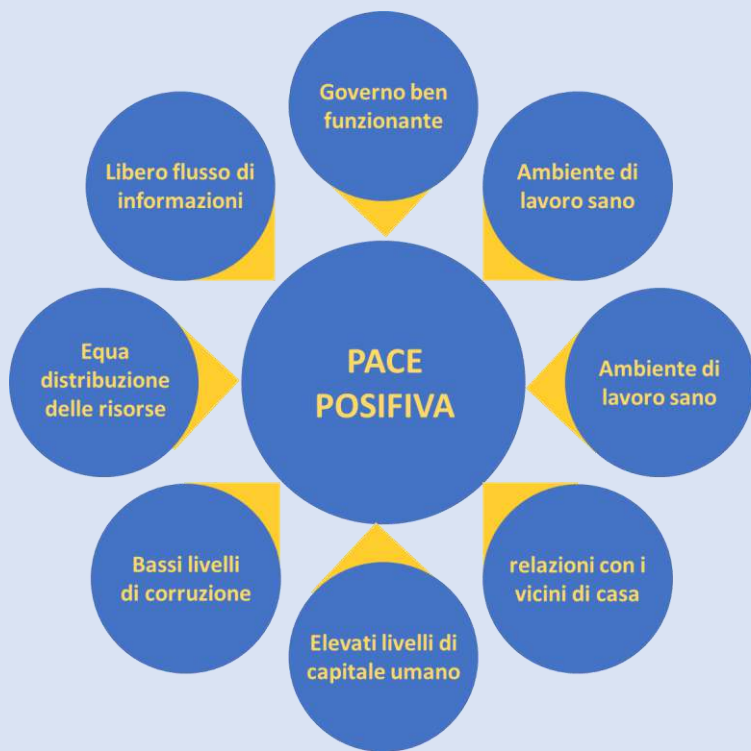 Governo ben
funzionante
Libero flusso di
informazioni
Ambiente di
lavoro sano
Equa
distribuzione
delle risorse
PACE
POSIFIVA
Ambiente di
lavoro sano
Bassi livelli
di corruzione
relazioni con i
vicini di casa
Elevati livelli di
capitale umano